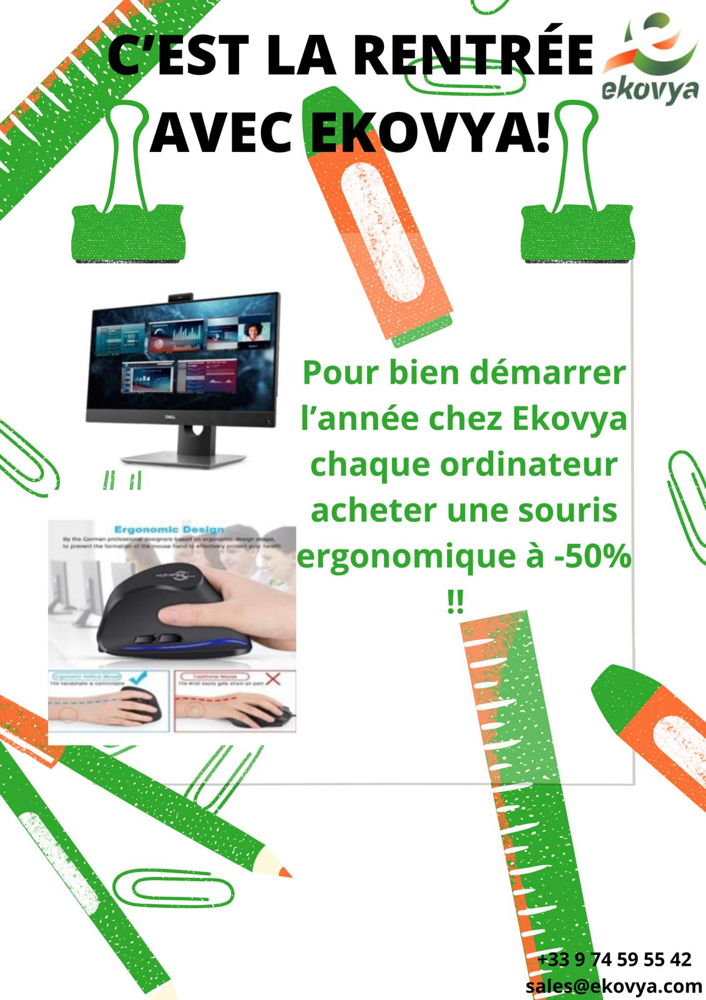 C'EST LA RENTRÉE
AVEC EKOVYA!
ekovya
DELL
Pour bien démarrer
l'année chez Ekovya
chaque ordinateur
acheter une souris
ergonomique à -50%
!!
Ergonomic Design
By the German professional designers based on ergonomic design shape,
to prevent the formation of the mouse hand to effectively protect your health
Ergonomic Vertical Mouse
The handshake is comfortable
Traditional Mouse
The wrist easily gets strain an pain
+33 9 74 59 55 42
sales@ekovya.com